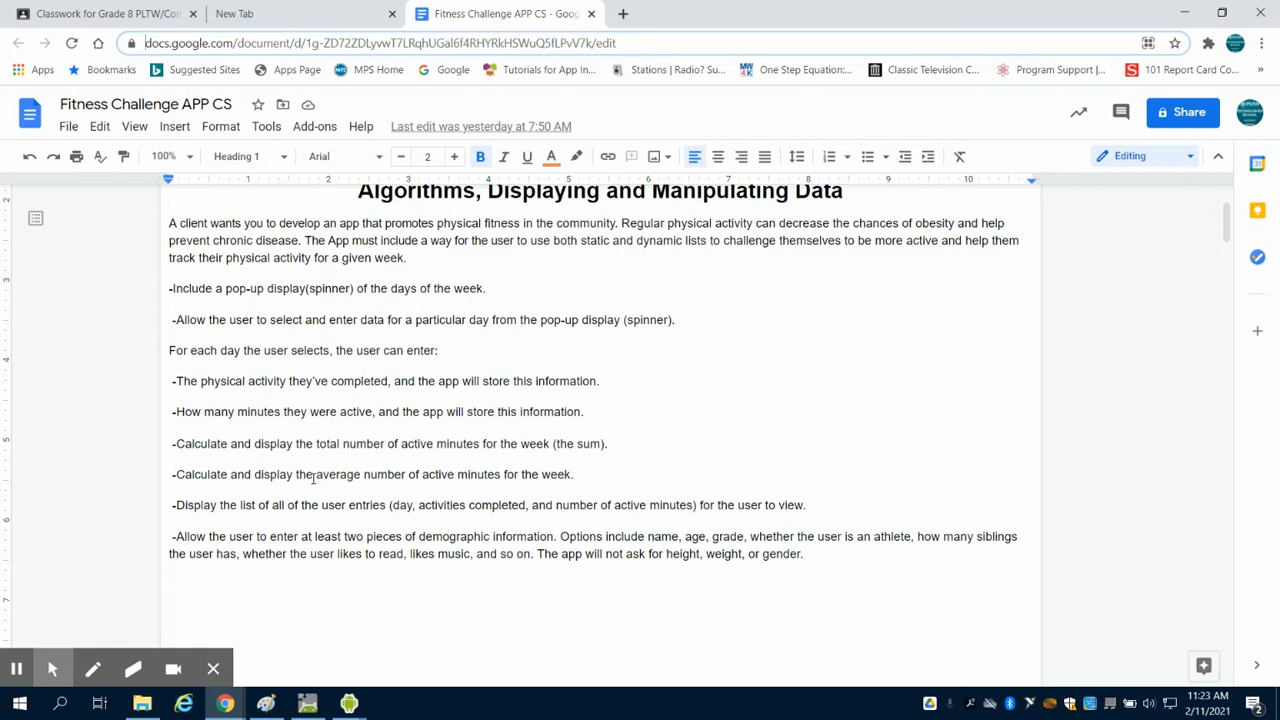 Classwork for Grade 8 PLTW/Con
New Tab
Fitness Challenge APP CS - Goog
docs.google.com/document/d/1g-ZD72ZDLyvwT7LRqhUGal6f4RHYRkHSWuQ5fLPvV7k/edit
Apps Bookmarks Suggested Sites Apps Page MPS Home Google Tutorials for App In... Stations | Radio? Su... One Step Equation:... Classic Television C... Program Support |... 101 Report Card Co... »
Fitness Challenge APP CS
File Edit View Insert Format Tools Add-ons Help Last edit was yesterday at 7:50 AM
Share
100% Heading 1 Arial 2 B I U A Editing
1 2 3 4 5 6 7 8 9 10
Algorithms, Displaying and Manipulating Data
A client wants you to develop an app that promotes physical fitness in the community. Regular physical activity can decrease the chances of obesity and help
prevent chronic disease. The App must include a way for the user to use both static and dynamic lists to challenge themselves to be more active and help them
track their physical activity for a given week.
-Include a pop-up display(spinner) of the days of the week.
-Allow the user to select and enter data for a particular day from the pop-up display (spinner).
For each day the user selects, the user can enter:
-The physical activity they've completed, and the app will store this information.
-How many minutes they were active, and the app will store this information.
-Calculate and display the total number of active minutes for the week (the sum).
-Calculate and display the average number of active minutes for the week.
-Display the list of all of the user entries (day, activities completed, and number of active minutes) for the user to view.
-Allow the user to enter at least two pieces of demographic information. Options include name, age, grade, whether the user is an athlete, how many siblings
the user has, whether the user likes to read, likes music, and so on. The app will not ask for height, weight, or gender.
11:23 AM
2/11/2021
2